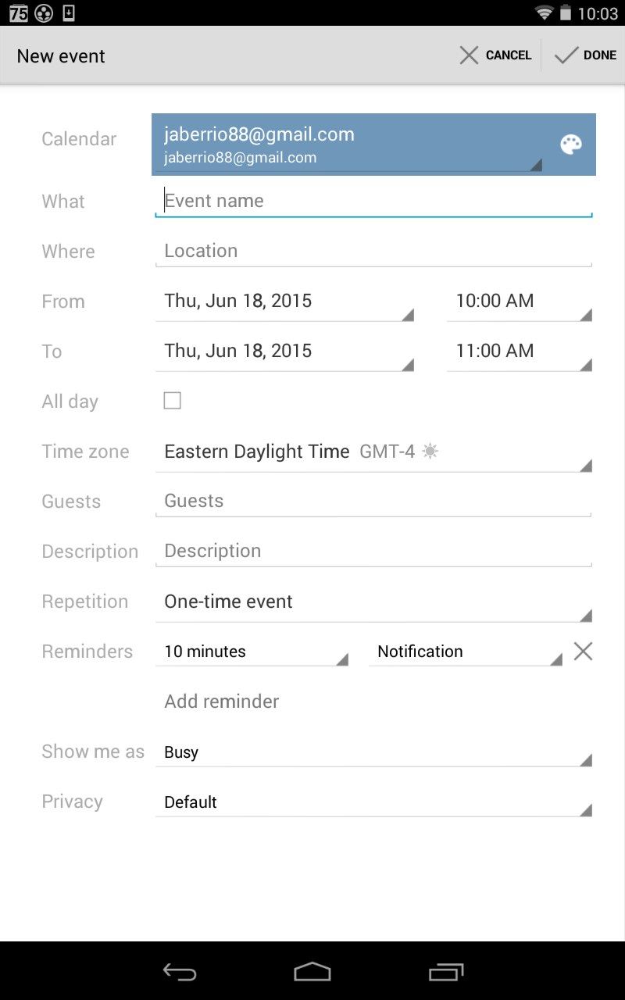 75 10:03
New event CANCEL DONE
Calendar jaberrio88@gmail.com
jaberrio88@gmail.com
What Event name
Where Location
From Thu, Jun 18, 2015 10:00 AM
To Thu, Jun 18, 2015 11:00 AM
All day
Time zone Eastern Daylight Time GMT-4
Guests Guests
Description Description
Repetition One-time event
Reminders 10 minutes Notification
Add reminder
Show me as Busy
Privacy Default